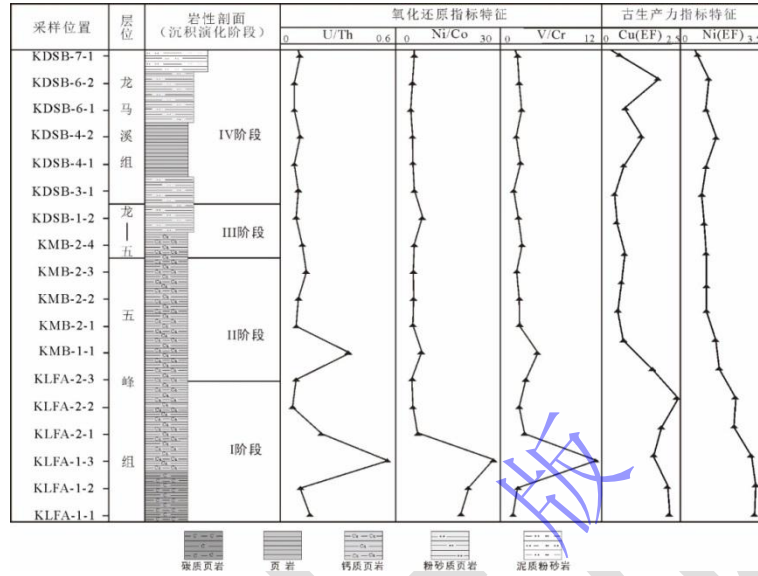 采样位置 层位 岩性剖面（沉积演化阶段） 氧化还原指标特征 古生产力指标特征
0 U/Th 0.6 0 Ni/Co 30 0 V/Cr 12 0 Cu(EF) 2.5 0 Ni(EF) 3.5
KDSB-7-1
KDSB-6-2 龙
KDSB-6-1 马
KDSB-4-2 溪 IV阶段
KDSB-4-1 组
KDSB-3-1
KDSB-1-2 龙
III阶段
KMB-2-4 五
KMB-2-3
KMB-2-2 五
KMB-2-1
II阶段
KMB-1-1
KLFA-2-3 峰
KLFA-2-2
KLFA-2-1 I阶段
KLFA-1-3 组
KLFA-1-2
KLFA-1-1
版
碳质页岩 页岩 钙质页岩 粉砂质页岩 泥质粉砂岩